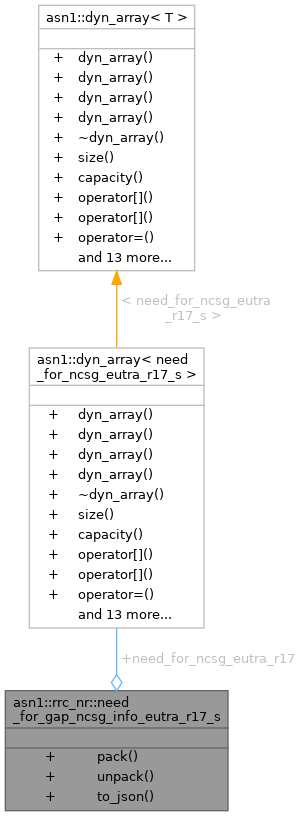 asn1::dyn_array< T >
+ dyn_array()
+ dyn_array()
+ dyn_array()
+ dyn_array()
+ ~dyn_array()
+ size()
+ capacity()
+ operator[]()
+ operator[]()
+ operator=()
and 13 more...
< need_for_ncsg_eutra
_r17_s >
asn1::dyn_array< need
_for_ncsg_eutra_r17_s >
+ dyn_array()
+ dyn_array()
+ dyn_array()
+ dyn_array()
+ ~dyn_array()
+ size()
+ capacity()
+ operator[]()
+ operator[]()
+ operator=()
and 13 more...
+need_for_ncsg_eutra_r17
asn1::rrc_nr::need
_for_gap_ncsg_info_eutra_r17_s
+ pack()
+ unpack()
+ to_json()